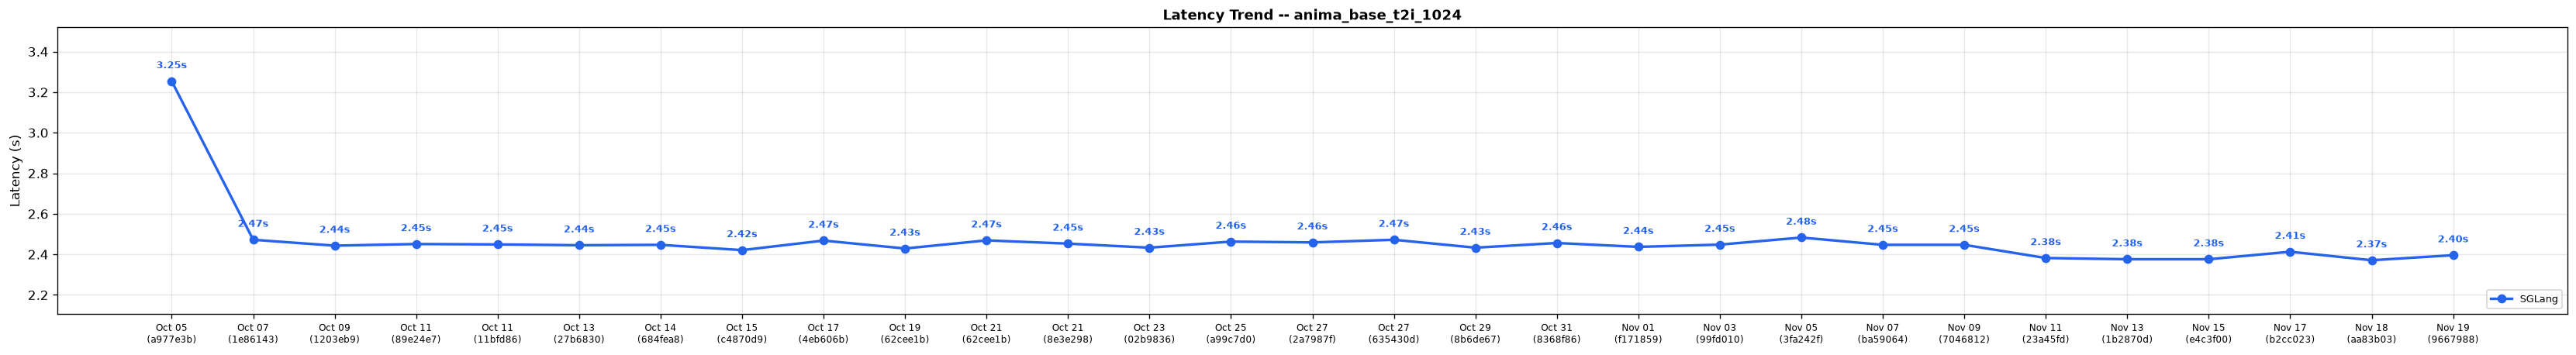 Latency Trend -- anima_base_t2i_1024
Latency (s)
3.4
3.2
3.0
2.8
2.6
2.4
2.2
3.25s
2.47s
2.44s
2.45s
2.45s
2.44s
2.45s
2.42s
2.47s
2.43s
2.47s
2.45s
2.43s
2.46s
2.46s
2.47s
2.43s
2.46s
2.44s
2.45s
2.48s
2.45s
2.45s
2.38s
2.38s
2.38s
2.41s
2.37s
2.40s
SGLang
Oct 05
(a977e3b)
Oct 07
(1e86143)
Oct 09
(1203eb9)
Oct 11
(89e24e7)
Oct 11
(11bfd86)
Oct 13
(27b6830)
Oct 14
(684fea8)
Oct 15
(c4870d9)
Oct 17
(4eb606b)
Oct 19
(62cee1b)
Oct 21
(62cee1b)
Oct 21
(8e3e298)
Oct 23
(02b9836)
Oct 25
(a99c7d0)
Oct 27
(2a7987f)
Oct 27
(635430d)
Oct 29
(8b6de67)
Oct 31
(8368f86)
Nov 01
(f171859)
Nov 03
(99fd010)
Nov 05
(3fa242f)
Nov 07
(ba59064)
Nov 09
(7046812)
Nov 11
(23a45fd)
Nov 13
(1b2870d)
Nov 15
(e4c3f00)
Nov 17
(b2cc023)
Nov 18
(aa83b03)
Nov 19
(9667988)